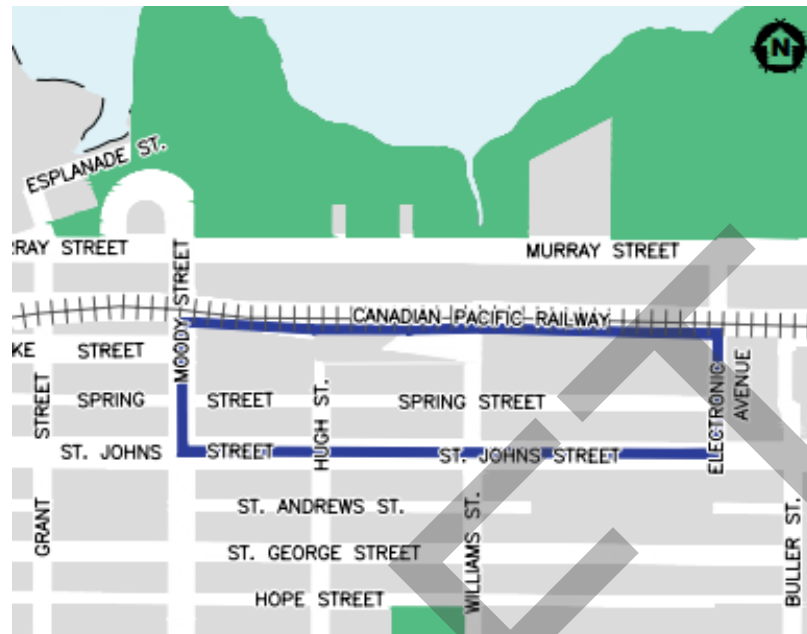 N
ESPLANADE ST.
RAY STREET
MURRAY STREET
MOODY STREET
CANADIAN PACIFIC RAILWAY
KE STREET
STREET
SPRING STREET
SPRING STREET
HUGH ST.
ELECTRONIC
AVENUE
ST. JOHNS STREET
ST. JOHNS STREET
ST. ANDREWS ST.
GRANT
WILLIAMS ST.
BULLER ST.
ST. GEORGE STREET
HOPE STREET